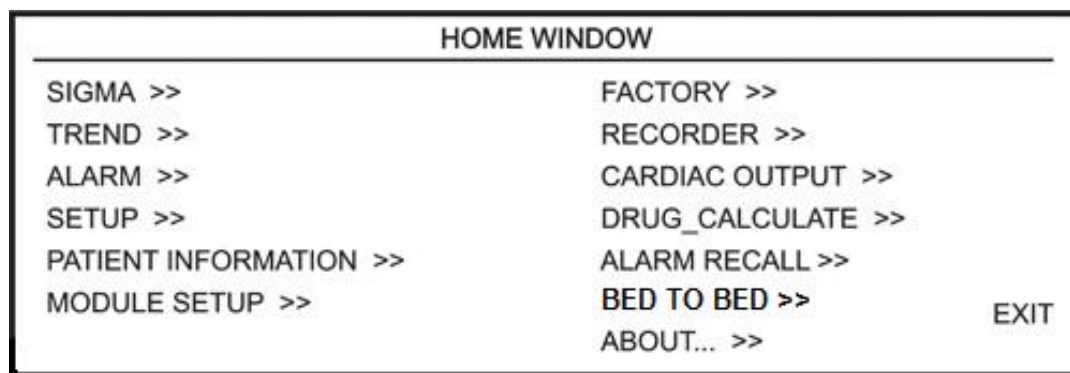 HOME WINDOW
SIGMA >>
TREND >>
ALARM >>
SETUP >>
PATIENT INFORMATION >>
MODULE SETUP >>
FACTORY >>
RECORDER >>
CARDIAC OUTPUT >>
DRUG_CALCULATE >>
ALARM RECALL >>
BED TO BED >>
ABOUT... >>
EXIT